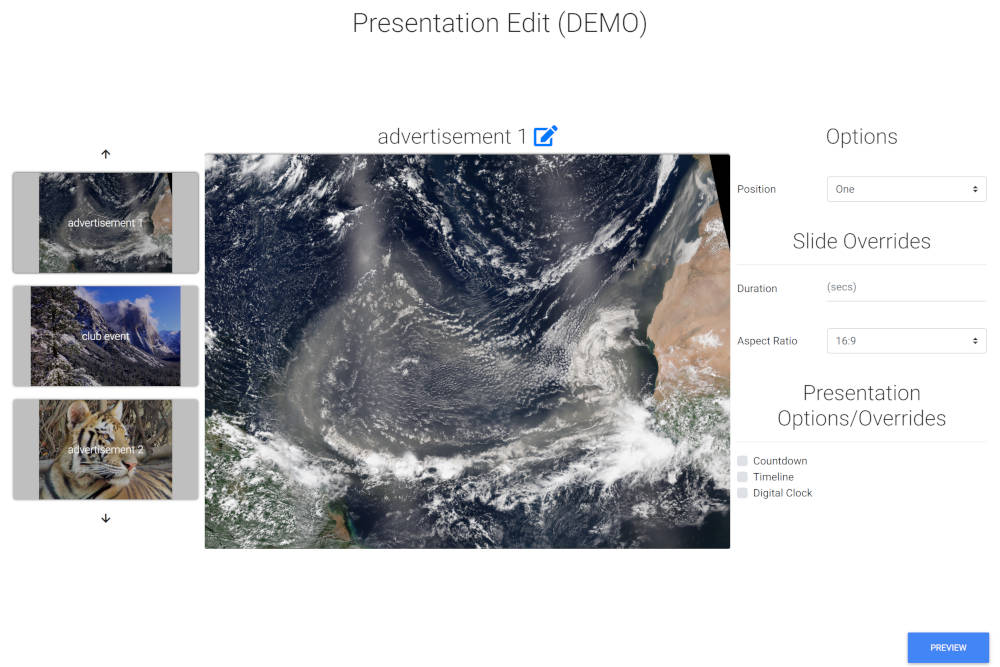 Presentation Edit (DEMO)
advertisement 1
club event
advertisement 2
advertisement 1
Options
Position
One
Slide Overrides
Duration
(secs)
Aspect Ratio
16:9
Presentation
Options/Overrides
Countdown
Timeline
Digital Clock
PREVIEW